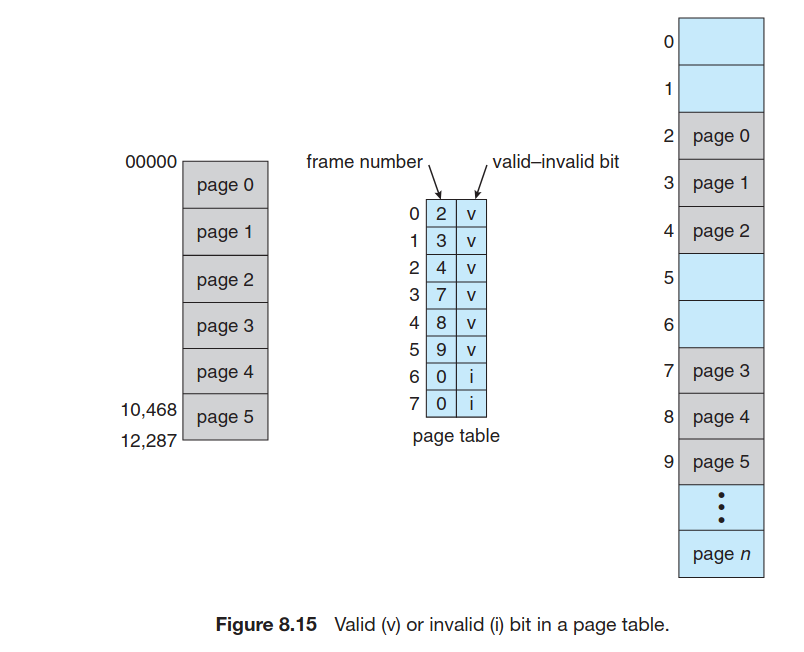 00000
page 0
page 1
page 2
page 3
page 4
10,468
page 5
12,287
frame number
valid–invalid bit
0 2 v
1 3 v
2 4 v
3 7 v
4 8 v
5 9 v
6 0 i
7 0 i
page table
0
1
2 page 0
3 page 1
4 page 2
5
6
7 page 3
8 page 4
9 page 5
page n
Figure 8.15 Valid (v) or invalid (i) bit in a page table.